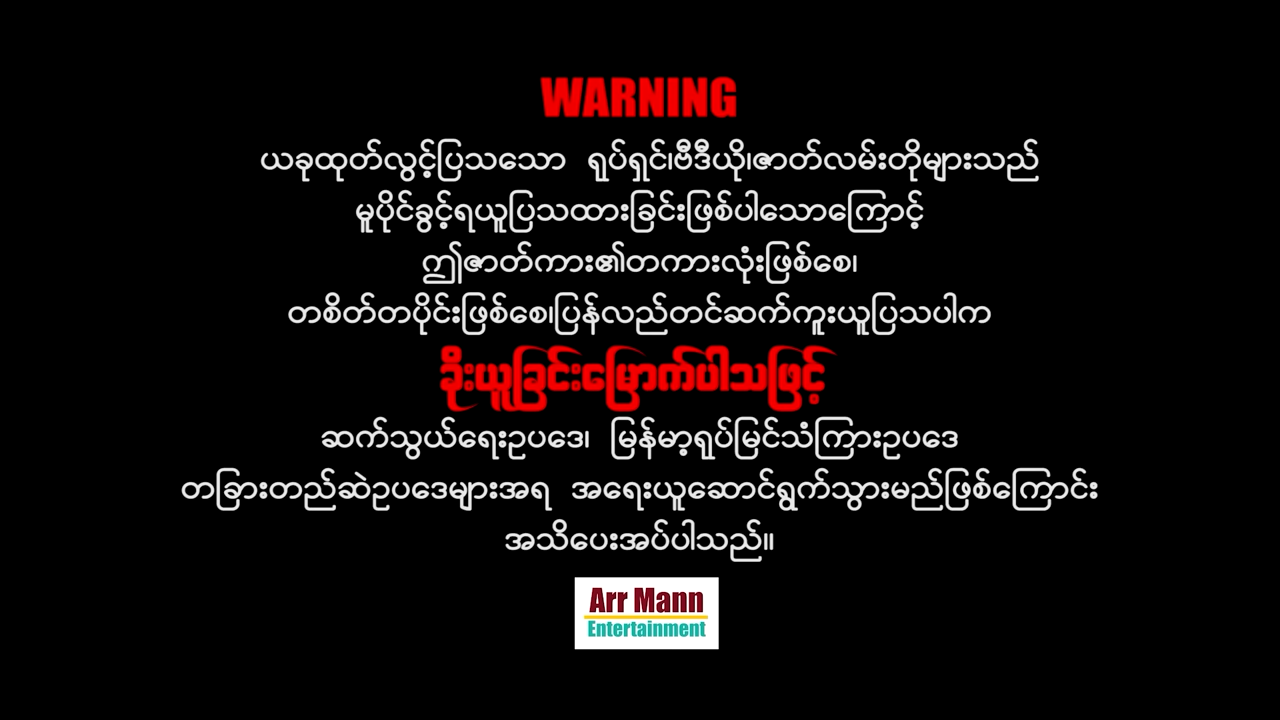 WARNING
ယခုထုတ်လွင့်ပြသသော ရုပ်ရှင်၊ဗီဒီယို၊ဇာတ်လမ်းတိုများသည်
မူပိုင်ခွင့်ရယူပြသထားခြင်းဖြစ်ပါသောကြောင့်
ဤဇာတ်ကား၏တကားလုံးဖြစ်စေ၊
တစိတ်တပိုင်းဖြစ်စေ၊ပြန်လည်တင်ဆက်ကူးယူပြသပါက
ခိုးယူခြင်းမြောက်ပါသဖြင့်
ဆက်သွယ်ရေးဥပဒေ၊ မြန်မာ့ရုပ်မြင်သံကြားဥပဒေ
တခြားတည်ဆဲဥပဒေများအရ အရေးယူဆောင်ရွက်သွားမည်ဖြစ်ကြောင်း
အသိပေးအပ်ပါသည်။
Arr Mann
Entertainment